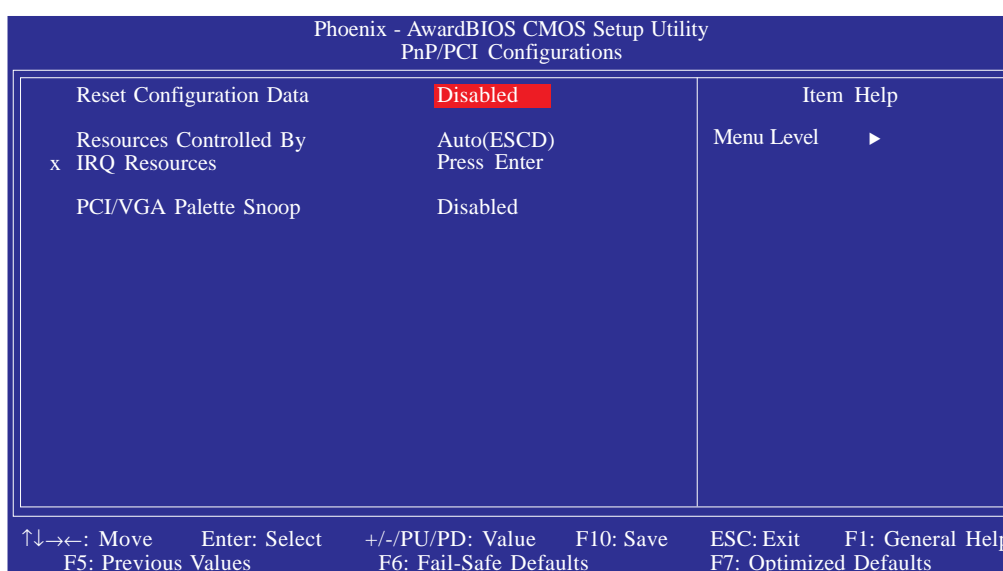 Phoenix - AwardBIOS CMOS Setup Utility
PnP/PCI Configurations
Reset Configuration Data Disabled
Item Help
Resources Controlled By Auto(ESCD)
Menu Level ▶
x IRQ Resources Press Enter
PCI/VGA Palette Snoop Disabled
↑↓→←: Move Enter: Select +/-/PU/PD: Value F10: Save ESC: Exit F1: General Help
F5: Previous Values F6: Fail-Safe Defaults F7: Optimized Defaults